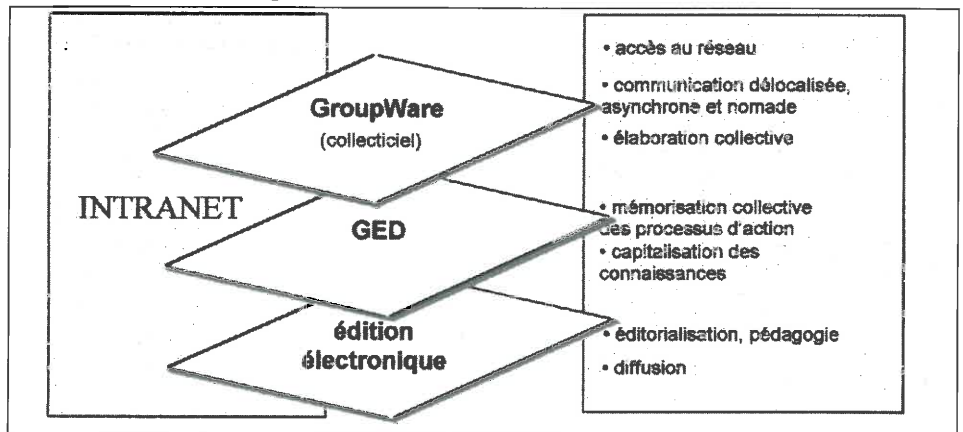 INTRANET
GroupWare
(collecticiel)
GED
édition
électronique
• accès au réseau
• communication délocalisée,
asynchrone et nomade
• élaboration collective
• mémorisation collective
des processus d'action
• capitalisation des
connaissances
• éditorialisation, pédagogie
• diffusion